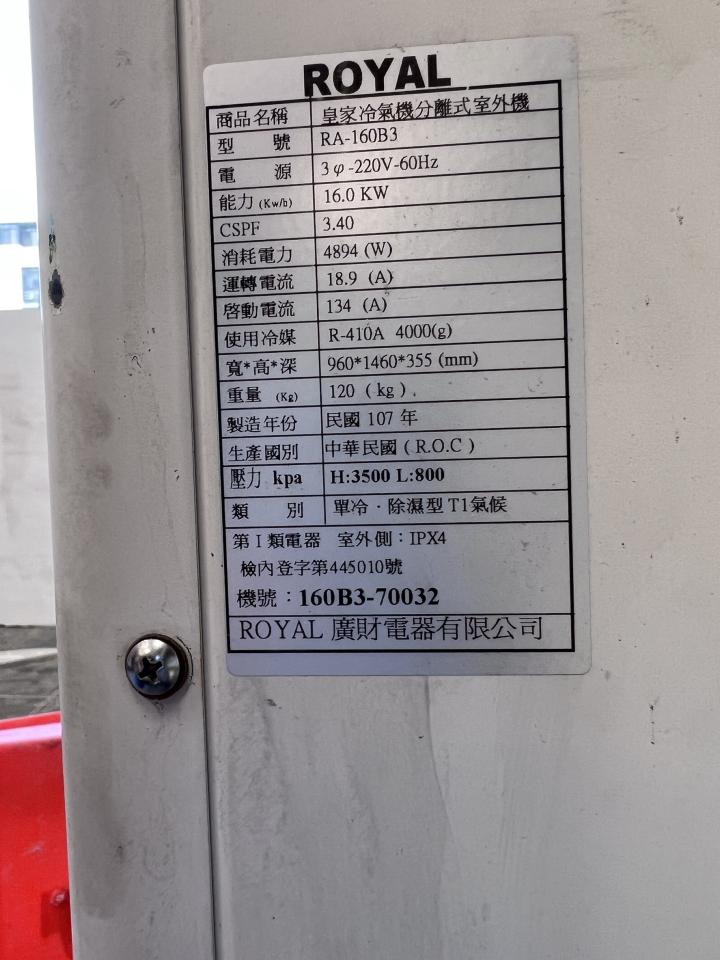 ROYAL
商品名稱 皇家冷氣機分離式室外機
型 號 RA-160B3
電 源 3φ-220V-60Hz
能力(Kw/h) 16.0 KW
CSPF 3.40
消耗電力 4894 (W)
運轉電流 18.9 (A)
啓動電流 134 (A)
使用冷媒 R-410A 4000(g)
寬*高*深 960*1460*355 (mm)
重量 (Kg) 120 ( kg )
製造年份 民國 107 年
生產國別 中華民國 ( R.O.C )
壓力 kpa H:3500 L:800
類 別 單冷 · 除濕型 T1氣候
第 I 類電器 室外側：IPX4
檢內登字第445010號
機號：160B3-70032
ROYAL 廣財電器有限公司